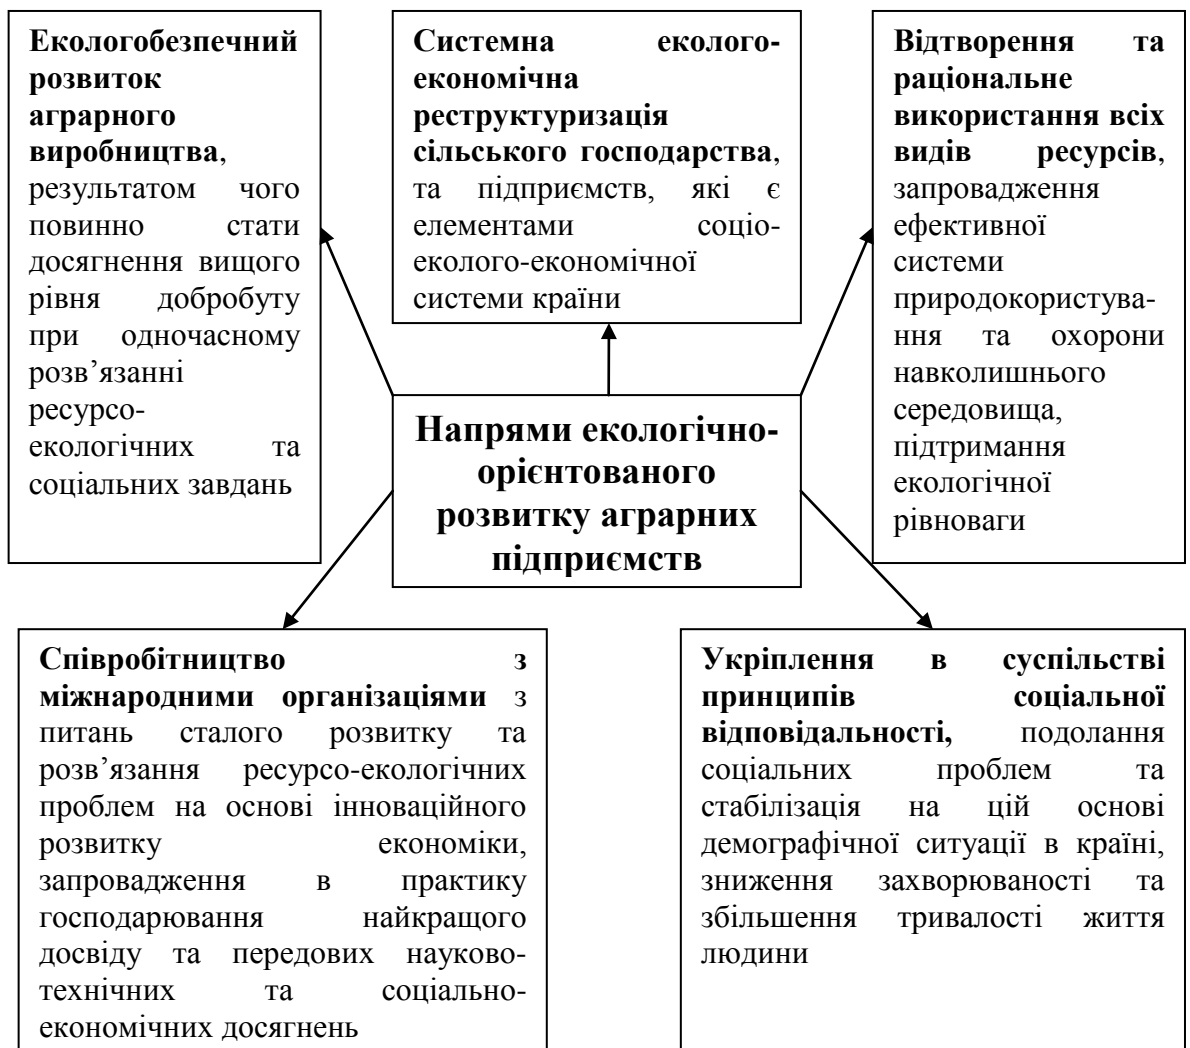 Екологобезпечний
розвиток
аграрного
виробництва,
результатом чого
повинно стати
досягнення вищого
рівня добробуту
при одночасному
розв’язанні
ресурсо-
екологічних та
соціальних завдань
Системна еколого-
економічна
реструктуризація
сільського господарства,
та підприємств, які є
елементами соціо-
еколого-економічної
системи країни
Відтворення та
раціональне
використання всіх
видів ресурсів,
запровадження
ефективної
системи
природокористува-
ння та охорони
навколишнього
середовища,
підтримання
екологічної
рівноваги
Напрями екологічно-
орієнтованого
розвитку аграрних
підприємств
Співробітництво з
міжнародними організаціями з
питань сталого розвитку та
розв’язання ресурсо-екологічних
проблем на основі інноваційного
розвитку економіки,
запровадження в практику
господарювання найкращого
досвіду та передових науково-
технічних та соціально-
економічних досягнень
Укріплення в суспільстві
принципів соціальної
відповідальності, подолання
соціальних проблем та
стабілізація на цій основі
демографічної ситуації в країні,
зниження захворюваності та
збільшення тривалості життя
людини